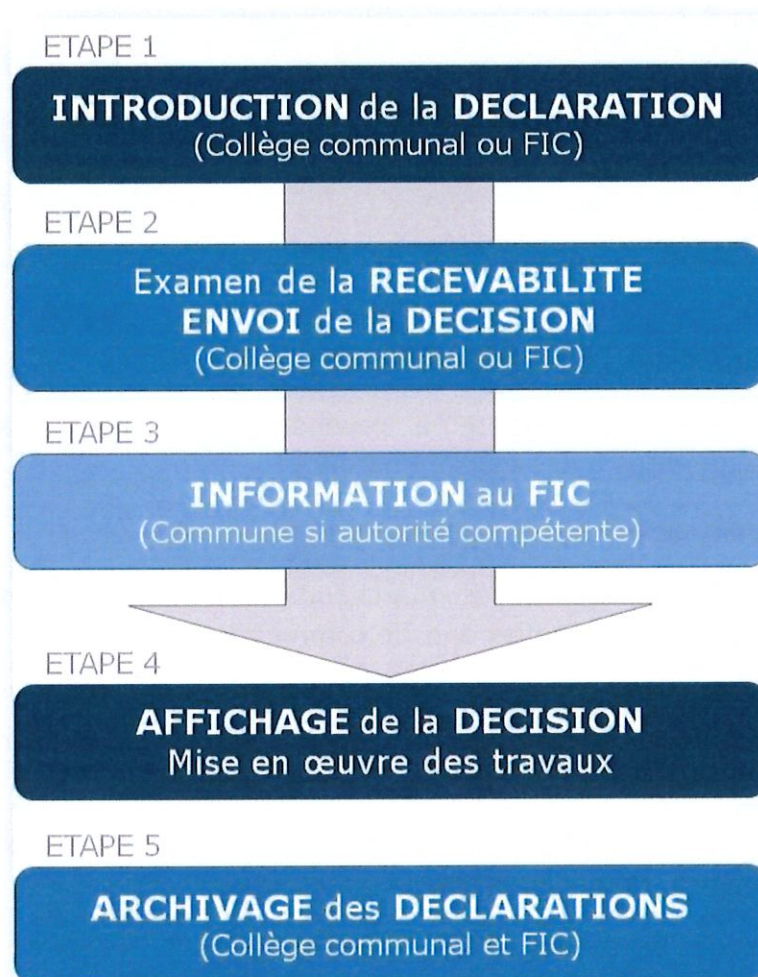 ETAPE 1
INTRODUCTION de la DECLARATION
(Collège communal ou FIC)
ETAPE 2
Examen de la RECEVABILITE
ENVOI de la DECISION
(Collège communal ou FIC)
ETAPE 3
INFORMATION au FIC
(Commune si autorité compétente)
ETAPE 4
AFFICHAGE de la DECISION
Mise en œuvre des travaux
ETAPE 5
ARCHIVAGE des DECLARATIONS
(Collège communal et FIC)